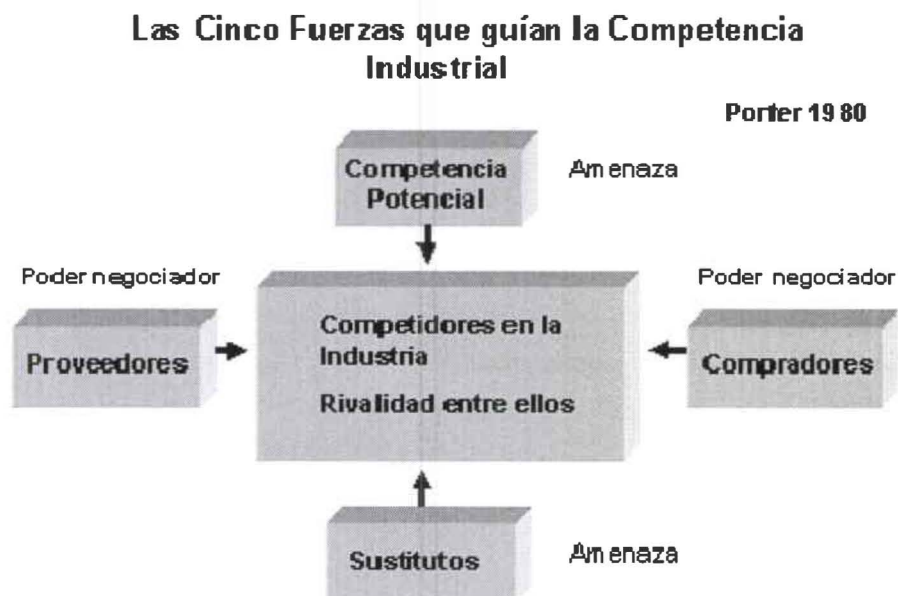 Las Cinco Fuerzas que guían la Competencia
Industrial
Porter 1980
Competencia
Potencial
Amenaza
Poder negociador
Poder negociador
Proveedores
Competidores en la
Industria
Rivalidad entre ellos
Compradores
Sustitutos
Amenaza